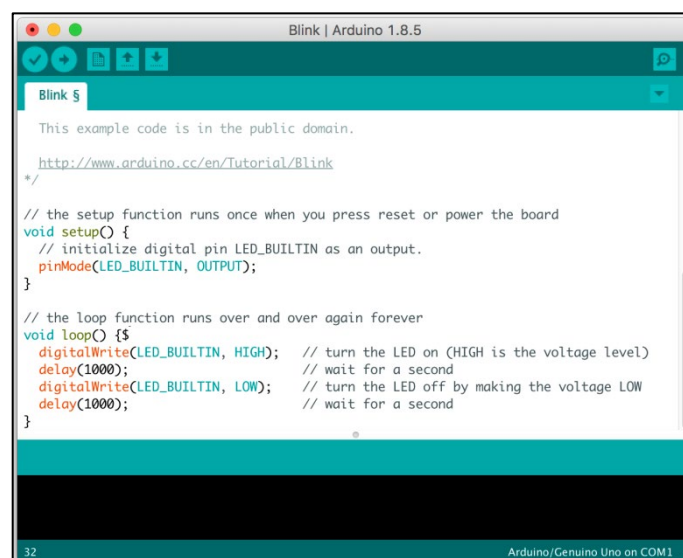 Blink | Arduino 1.8.5
Blink §
This example code is in the public domain.
http://www.arduino.cc/en/Tutorial/Blink
*/
// the setup function runs once when you press reset or power the board
void setup() {
// initialize digital pin LED_BUILTIN as an output.
pinMode(LED_BUILTIN, OUTPUT);
}
// the loop function runs over and over again forever
void loop() {$
digitalWrite(LED_BUILTIN, HIGH);   // turn the LED on (HIGH is the voltage level)
delay(1000);                       // wait for a second
digitalWrite(LED_BUILTIN, LOW);    // turn the LED off by making the voltage LOW
delay(1000);                       // wait for a second
}
32 Arduino/Genuino Uno on COM1